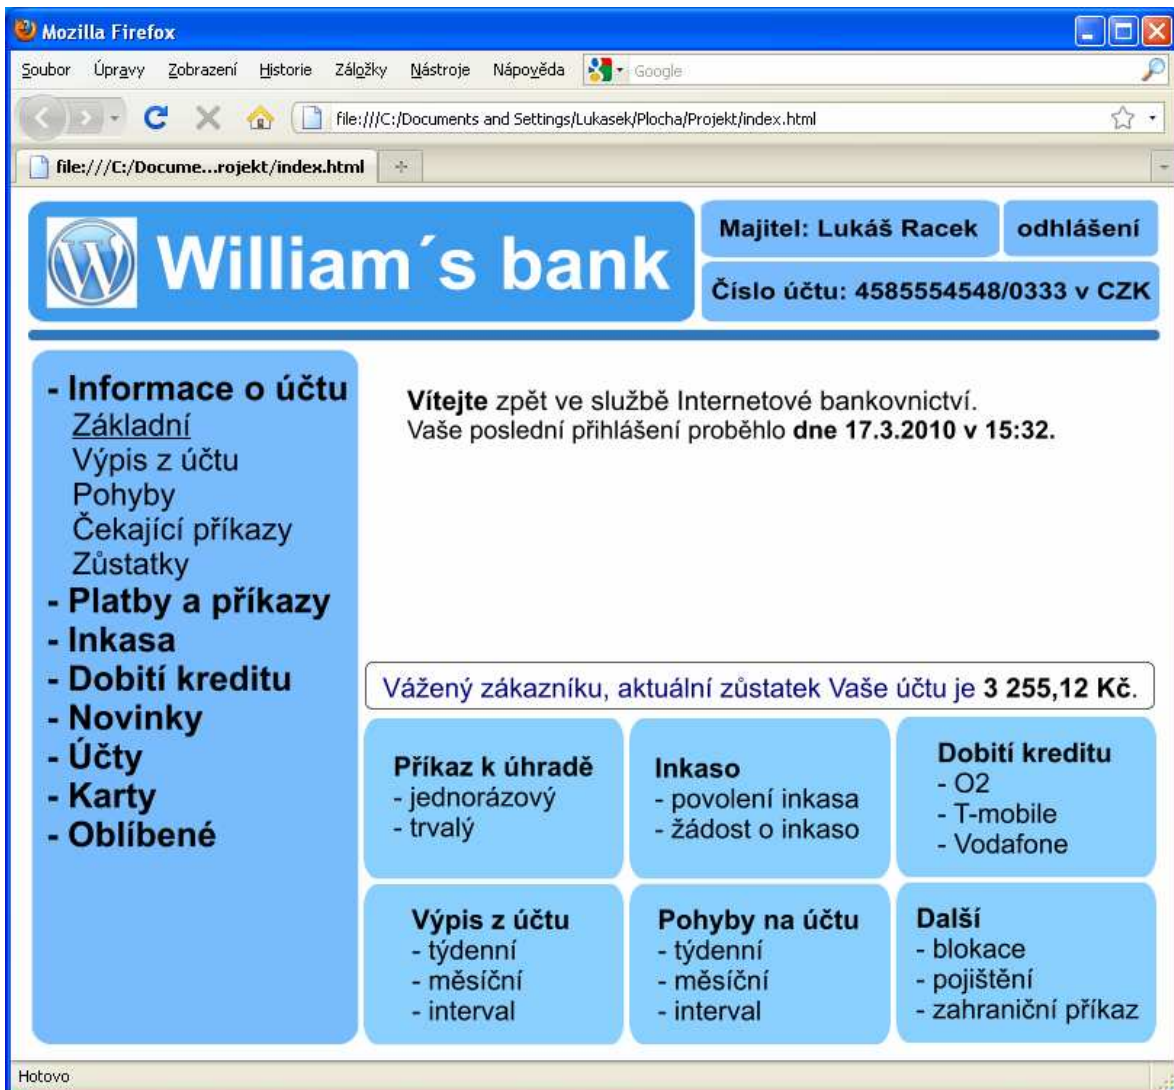 Mozilla Firefox
Soubor Úpravy Zobrazení Historie Záložky Nástroje Nápověda Google
file:///C:/Documents and Settings/Lukasek/Plocha/Projekt/index.html
file:///C:/Docume...rojekt/index.html
William´s bank
Majitel: Lukáš Racek
odhlášení
Číslo účtu: 4585554548/0333 v CZK
- Informace o účtu
Základní
Výpis z účtu
Pohyby
Čekající příkazy
Zůstatky
- Platby a příkazy
- Inkasa
- Dobití kreditu
- Novinky
- Účty
- Karty
- Oblíbené
Vítejte zpět ve službě Internetové bankovnictví.
Vaše poslední přihlášení proběhlo dne 17.3.2010 v 15:32.
Vážený zákazníku, aktuální zůstatek Vaše účtu je 3 255,12 Kč.
Příkaz k úhradě
- jednorázový
- trvalý
Inkaso
- povolení inkasa
- žádost o inkaso
Dobití kreditu
- O2
- T-mobile
- Vodafone
Výpis z účtu
- týdenní
- měsíční
- interval
Pohyby na účtu
- týdenní
- měsíční
- interval
Další
- blokace
- pojištění
- zahraniční příkaz
Hotovo